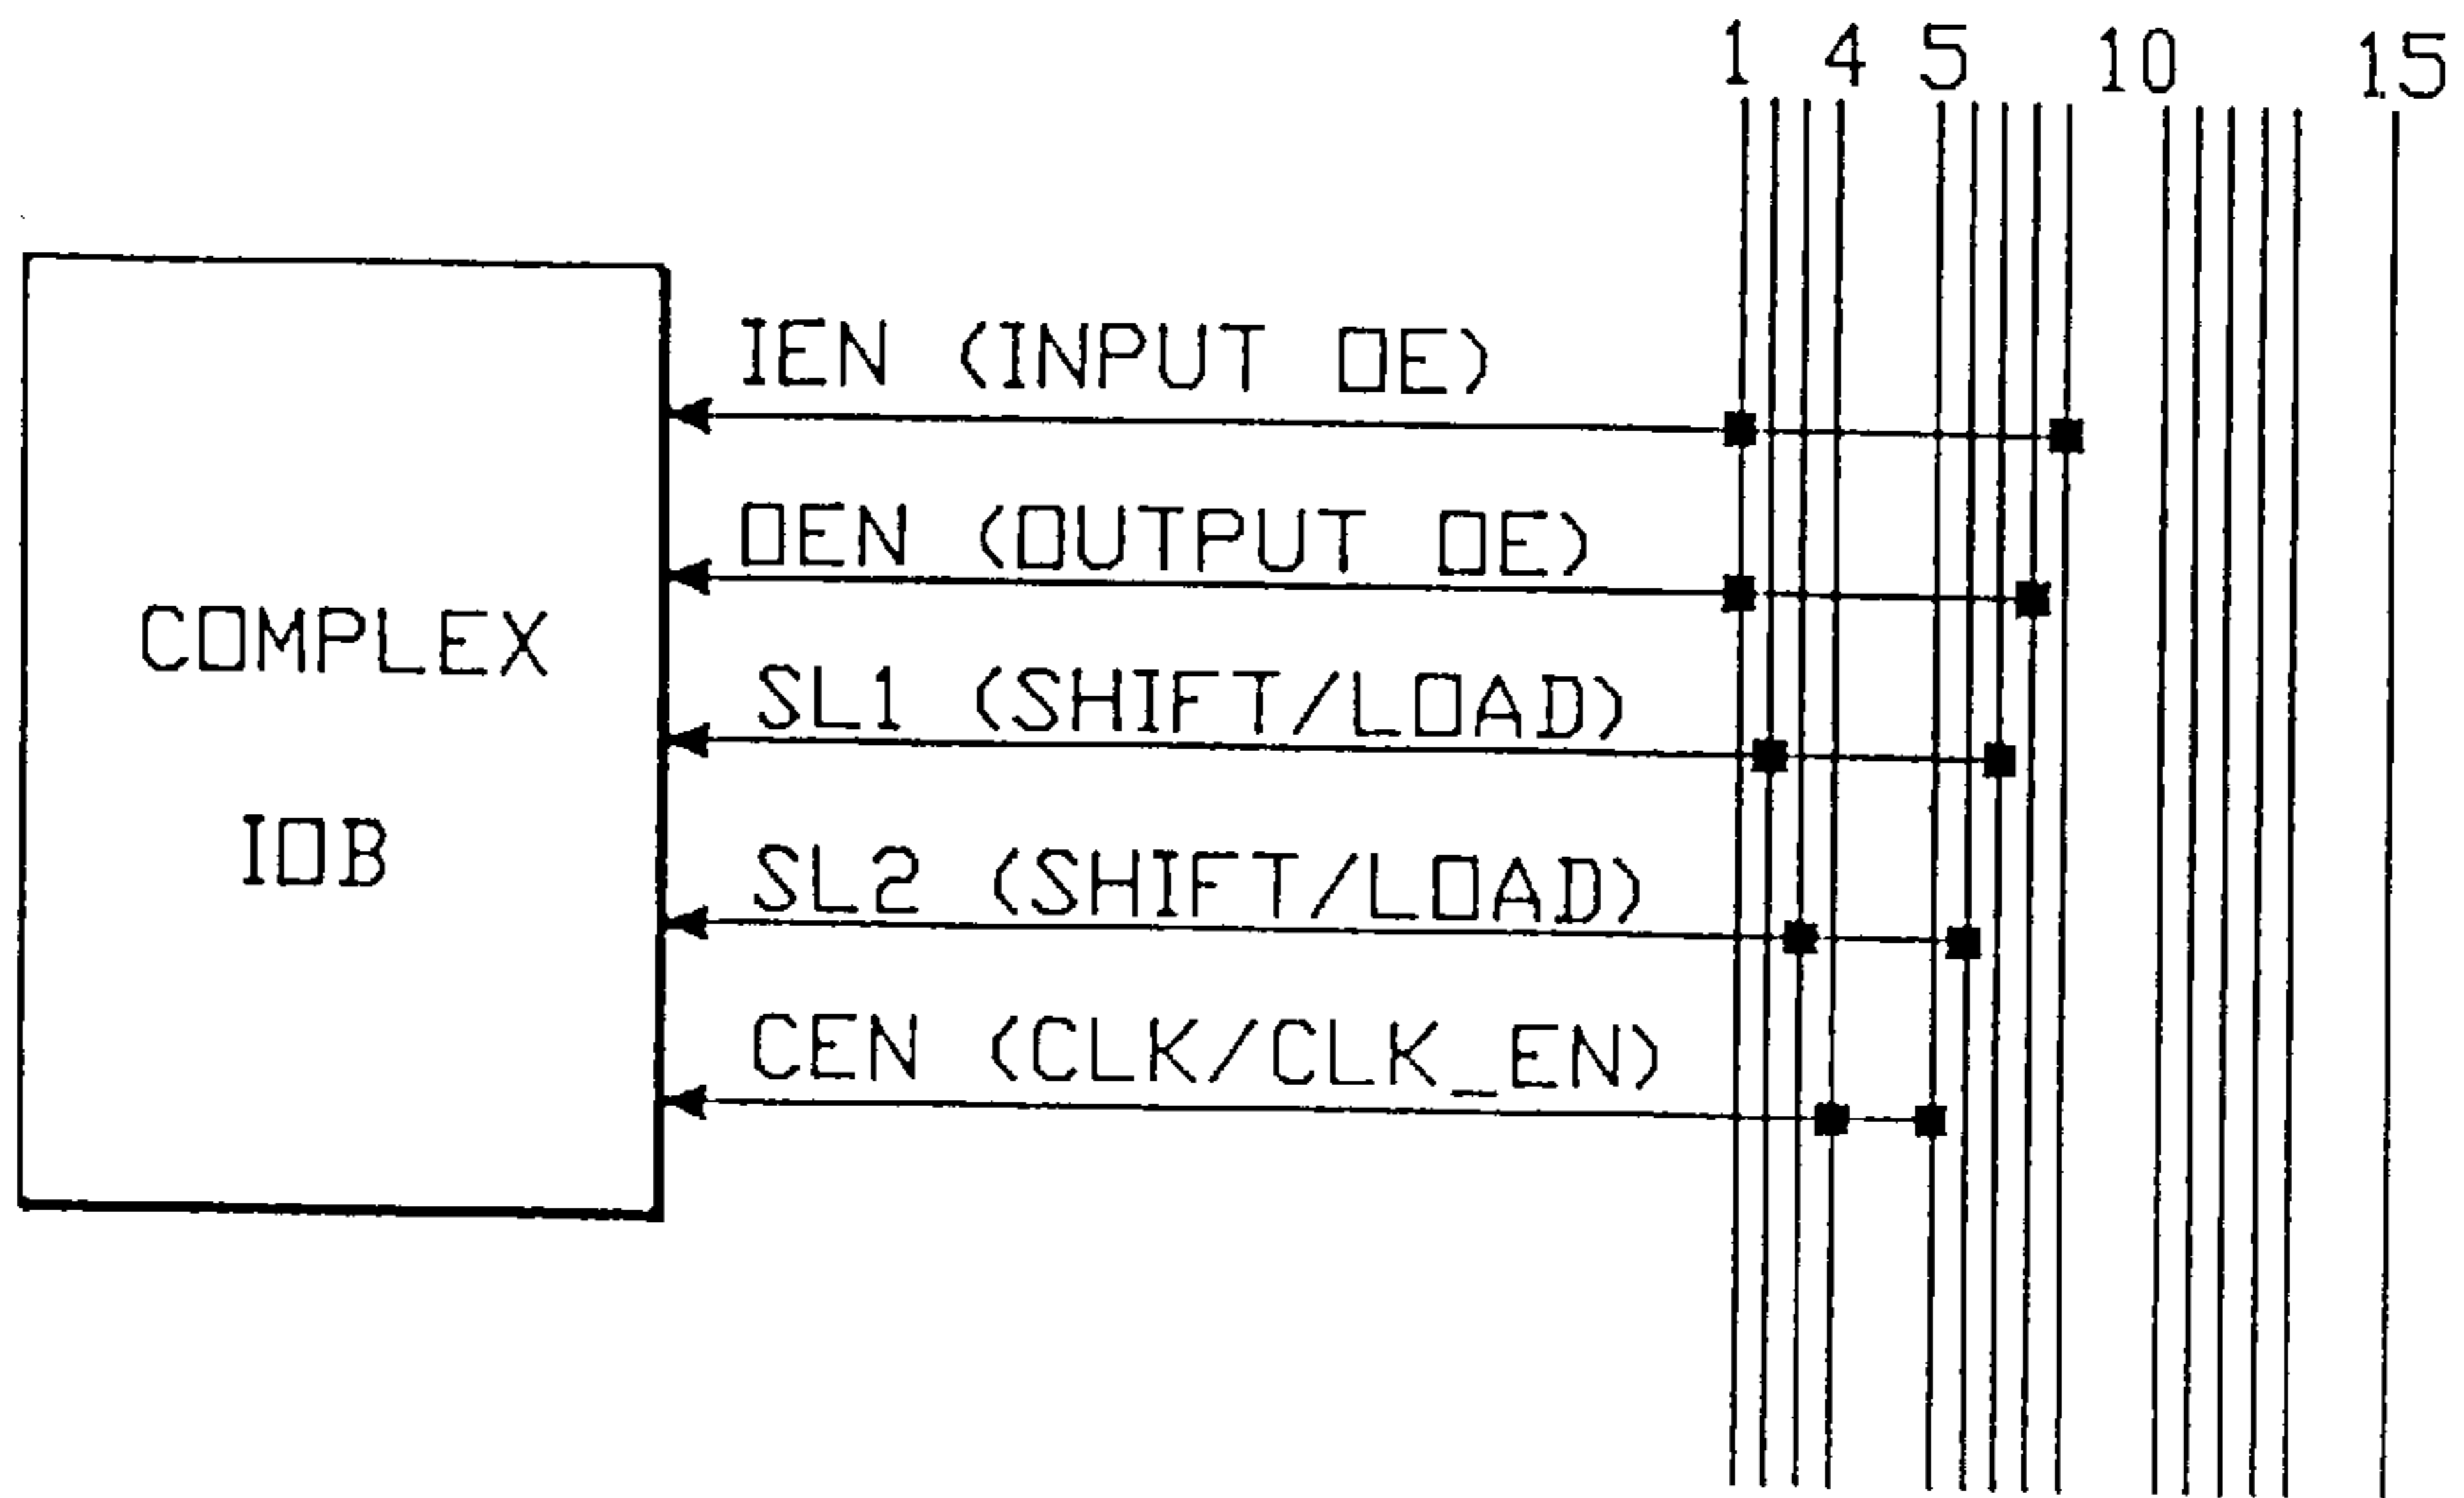 1 4 5 10 15
IEN (INPUT OE)
OEN (OUTPUT OE)
COMPLEX
SL1 (SHIFT/LOAD)
IOB
SL2 (SHIFT/LOAD)
CEN (CLK/CLK_EN)